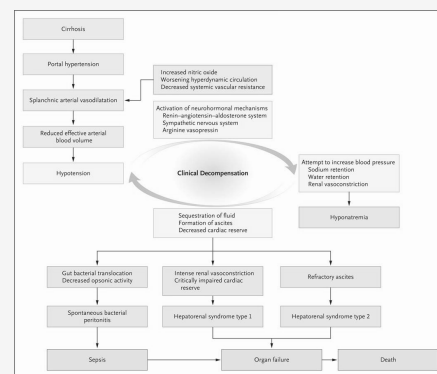 Cirrhosis
Portal hypertension
Splanchnic arterial vasodilatation
Increased nitric oxide
Worsening hyperdynamic circulation
Decreased systemic vascular resistance
Reduced effective arterial
blood volume
Activation of neurohormonal mechanisms
Renin–angiotensin–aldosterone system
Sympathetic nervous system
Arginine vasopressin
Hypotension
Clinical Decompensation
Attempt to increase blood pressure
Sodium retention
Water retention
Renal vasoconstriction
Hyponatremia
Sequestration of fluid
Formation of ascites
Decreased cardiac reserve
Gut bacterial translocation
Decreased opsonic activity
Intense renal vasoconstriction
Critically impaired cardiac
reserve
Refractory ascites
Spontaneous bacterial
peritonitis
Hepatorenal syndrome type 1
Hepatorenal syndrome type 2
Sepsis
Organ failure
Death